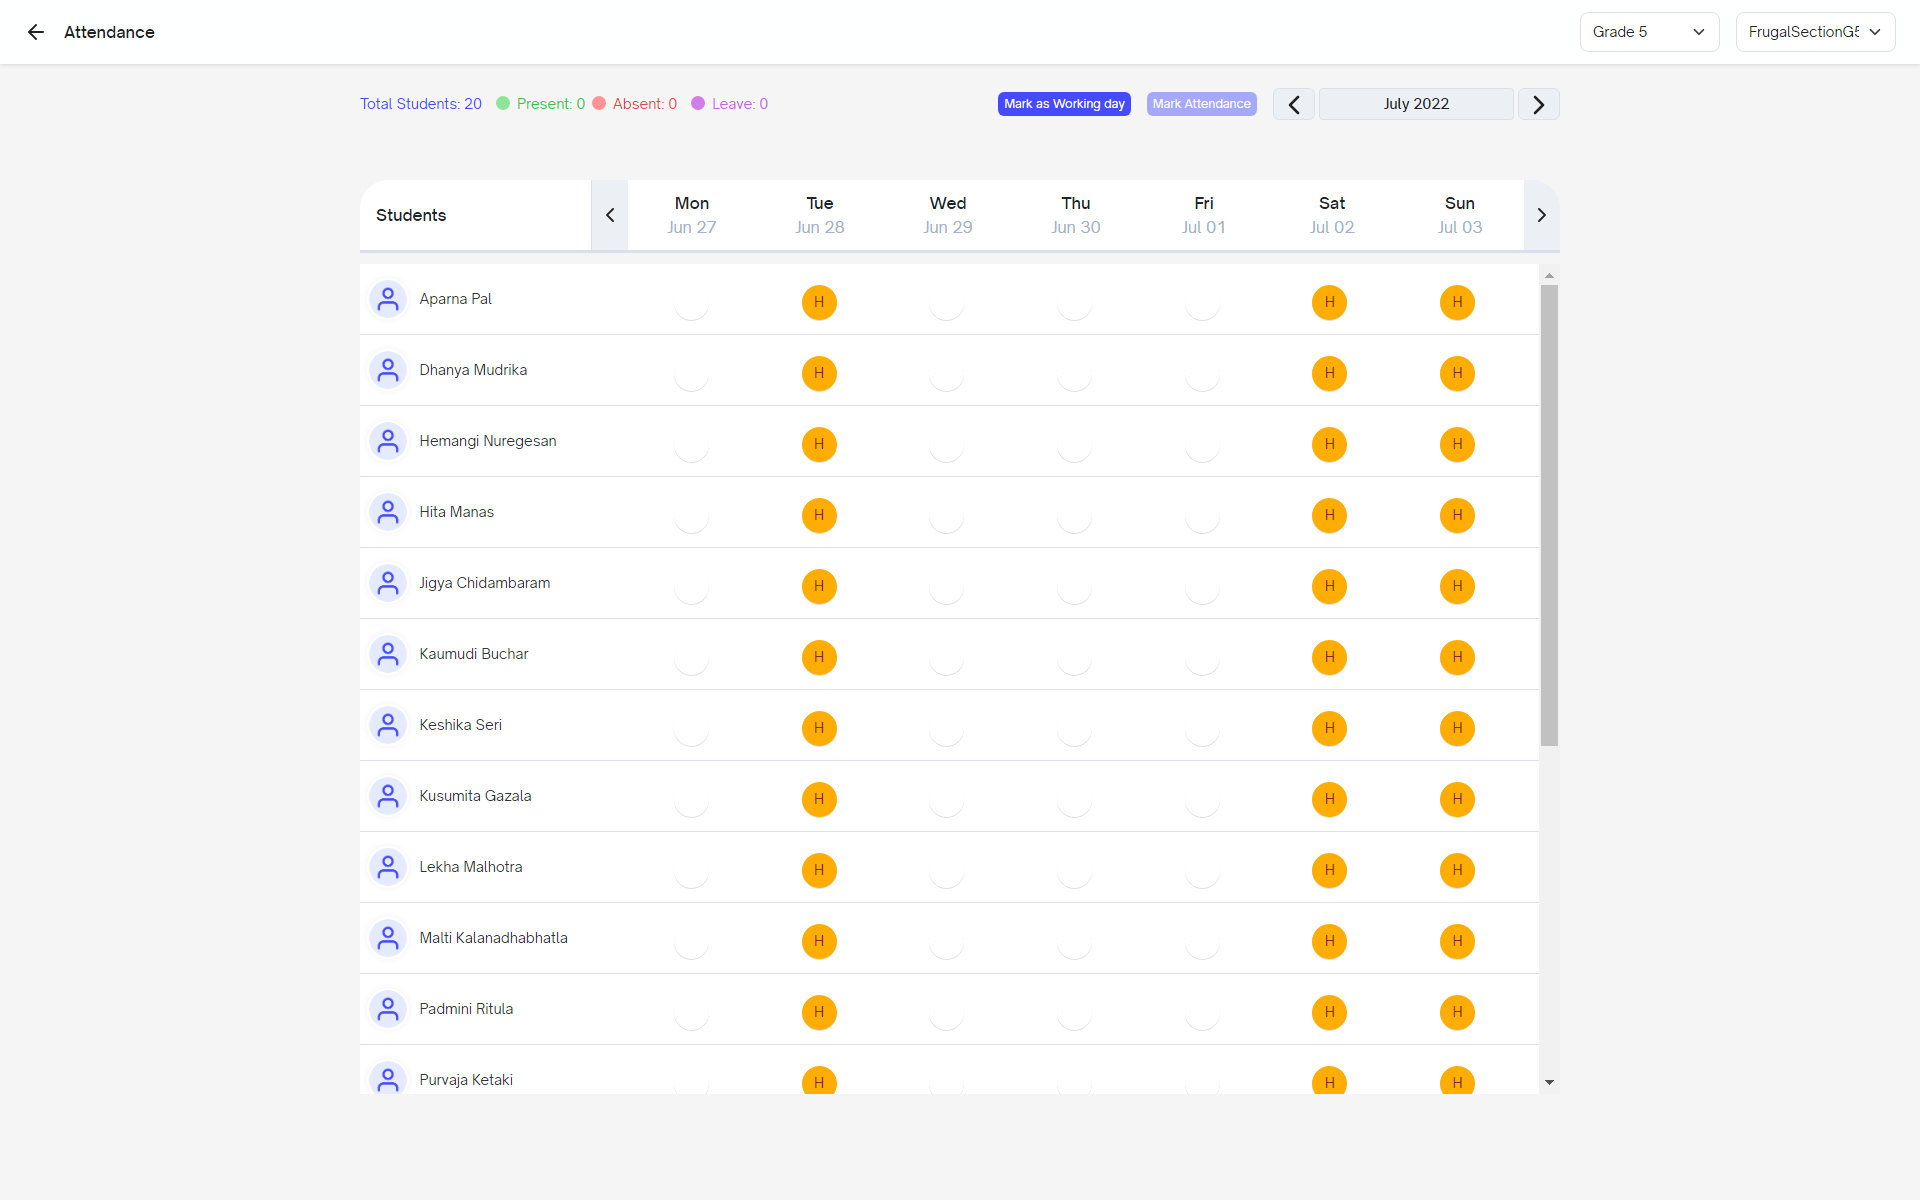 Attendance
Grade 5
FrugalSectionG5
Total Students: 20 Present: 0 Absent: 0 Leave: 0
Mark as Working day
Mark Attendance
July 2022
Students
Mon Tue Wed Thu Fri Sat Sun
Jun 27 Jun 28 Jun 29 Jun 30 Jul 01 Jul 02 Jul 03
Aparna Pal H H H
Dhanya Mudrika H H H
Hemangi Nuregesan H H H
Hita Manas H H H
Jigya Chidambaram H H H
Kaumudi Buchar H H H
Keshika Seri H H H
Kusumita Gazala H H H
Lekha Malhotra H H H
Malti Kalanadhabhatla H H H
Padmini Ritula H H H
Purvaja Ketaki H H H